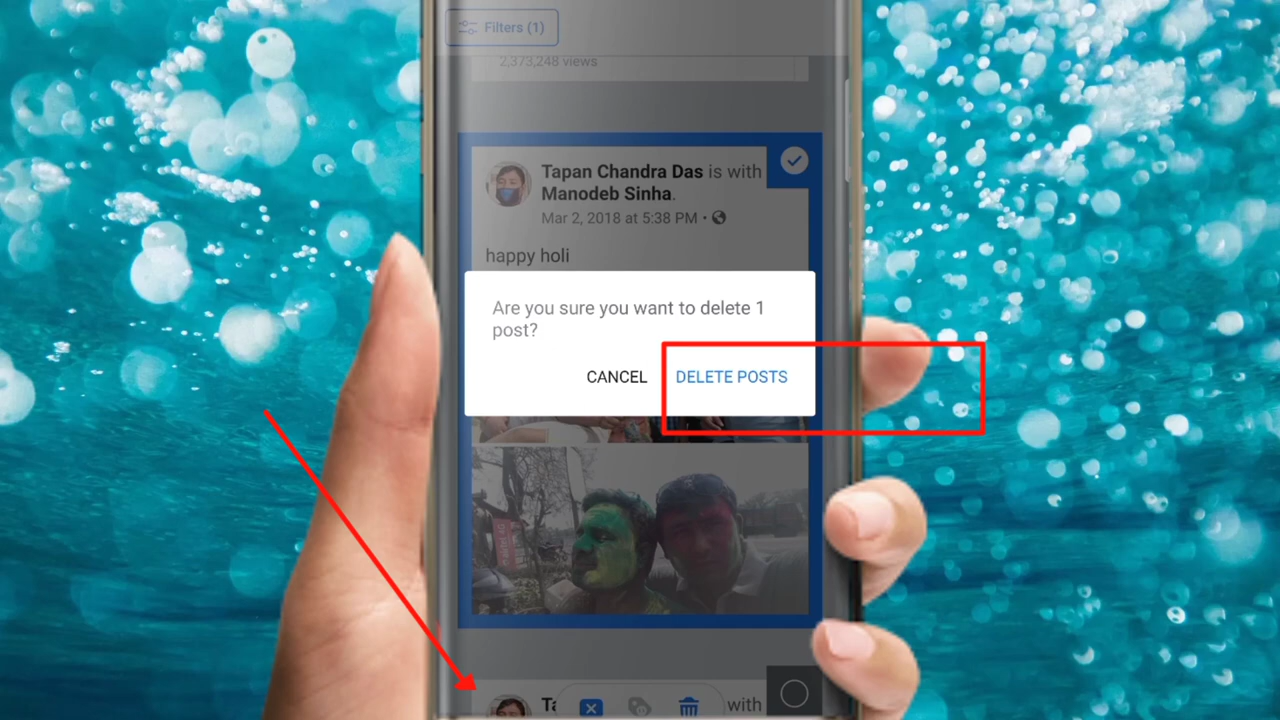 Filters (1)
2,373,248 views
Tapan Chandra Das is with
Manodeb Sinha.
Mar 2, 2018 at 5:38 PM •
happy holi
Are you sure you want to delete 1
post?
CANCEL DELETE POSTS
with